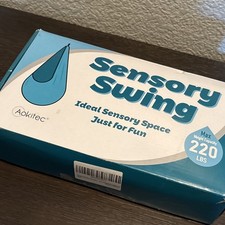 Sensory
Swing
Ideal Sensory Space
Just for Fun
Aokitec
Max
220
LBS